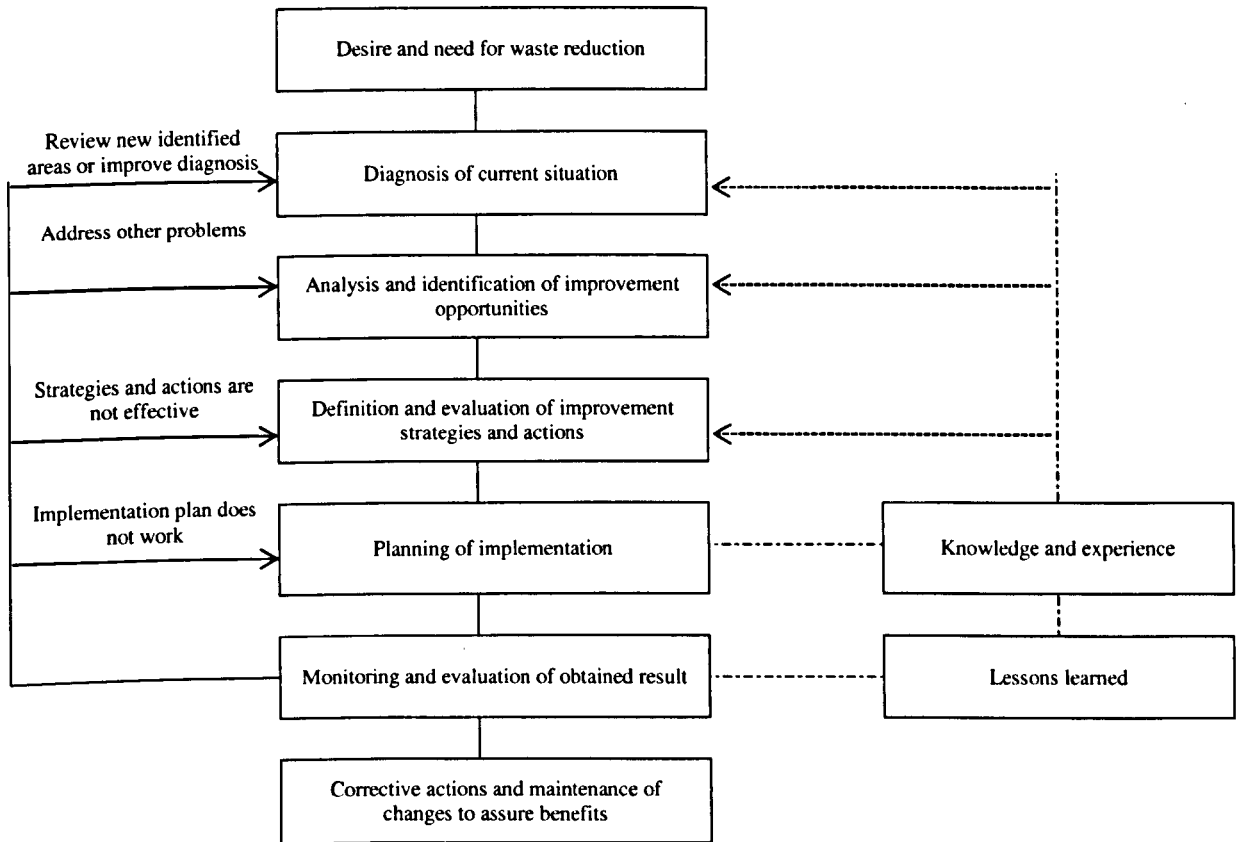 Desire and need for waste reduction
Review new identified
areas or improve diagnosis
Diagnosis of current situation
Address other problems
Analysis and identification of improvement
opportunities
Strategies and actions are
not effective
Definition and evaluation of improvement
strategies and actions
Implementation plan does
not work
Planning of implementation
Knowledge and experience
Monitoring and evaluation of obtained result
Lessons learned
Corrective actions and maintenance of
changes to assure benefits